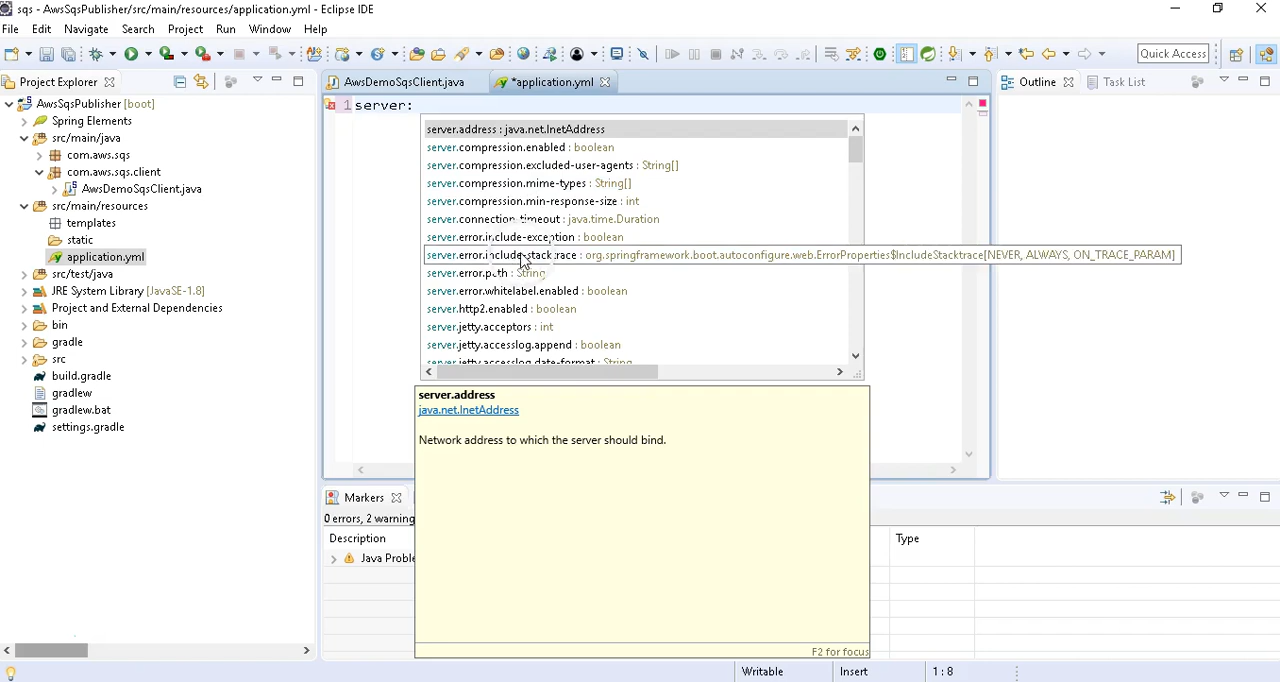 sqs - AwsSqsPublisher/src/main/resources/application.yml - Eclipse IDE
File Edit Navigate Search Project Run Window Help
Quick Access
Project Explorer
AwsDemoSqsClient.java
*application.yml
Outline
Task List
AwsSqsPublisher [boot]
Spring Elements
src/main/java
com.aws.sqs
com.aws.sqs.client
AwsDemoSqsClient.java
src/main/resources
templates
static
application.yml
src/test/java
JRE System Library [JavaSE-1.8]
Project and External Dependencies
bin
gradle
src
build.gradle
gradlew
gradlew.bat
settings.gradle
1 server:
server.address : java.net.InetAddress
server.compression.enabled : boolean
server.compression.excluded-user-agents : String[]
server.compression.mime-types : String[]
server.compression.min-response-size : int
server.connection-timeout : java.time.Duration
server.error.include-exception : boolean
server.error.include-stacktrace : org.springframework.boot.autoconfigure.web.ErrorProperties$IncludeStacktrace[NEVER, ALWAYS, ON_TRACE_PARAM]
server.error.path : String
server.error.whitelabel.enabled : boolean
server.http2.enabled : boolean
server.jetty.acceptors : int
server.jetty.accesslog.append : boolean
server.jetty.accesslog.date-format : String
server.address
java.net.InetAddress
Network address to which the server should bind.
F2 for focus
Markers
0 errors, 2 warning
Description
Type
Java Proble
Writable
Insert
1 : 8